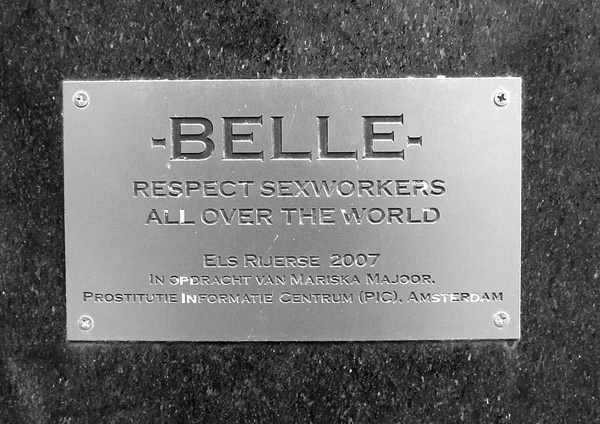 -BELLE-
RESPECT SEXWORKERS
ALL OVER THE WORLD
ELS RIJERSE 2007
IN OPDRACHT VAN MARISKA MAJOOR,
PROSTITUTIE INFORMATIE CENTRUM (PIC), AMSTERDAM